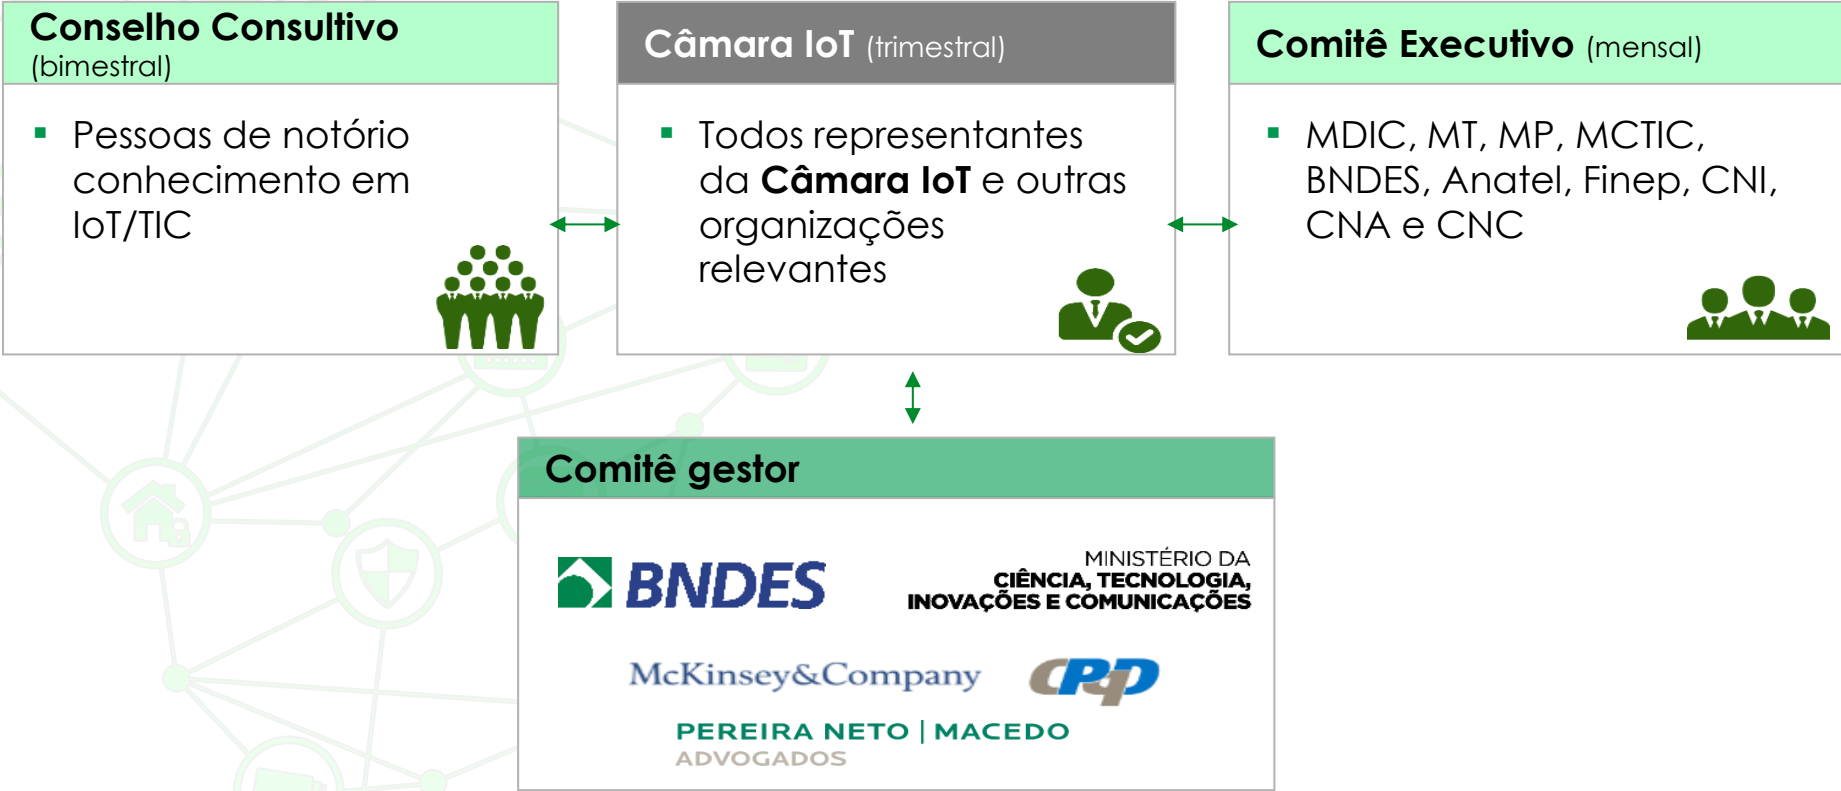 Conselho Consultivo
(bimestral)
Pessoas de notório
conhecimento em
IoT/TIC
Câmara IoT (trimestral)
Todos representantes
da Câmara IoT e outras
organizações
relevantes
Comitê Executivo (mensal)
MDIC, MT, MP, MCTIC,
BNDES, Anatel, Finep, CNI,
CNA e CNC
Comitê gestor
BNDES
MINISTÉRIO DA
CIÊNCIA, TECNOLOGIA,
INOVAÇÕES E COMUNICAÇÕES
McKinsey&Company
CPqD
PEREIRA NETO | MACEDO
ADVOGADOS